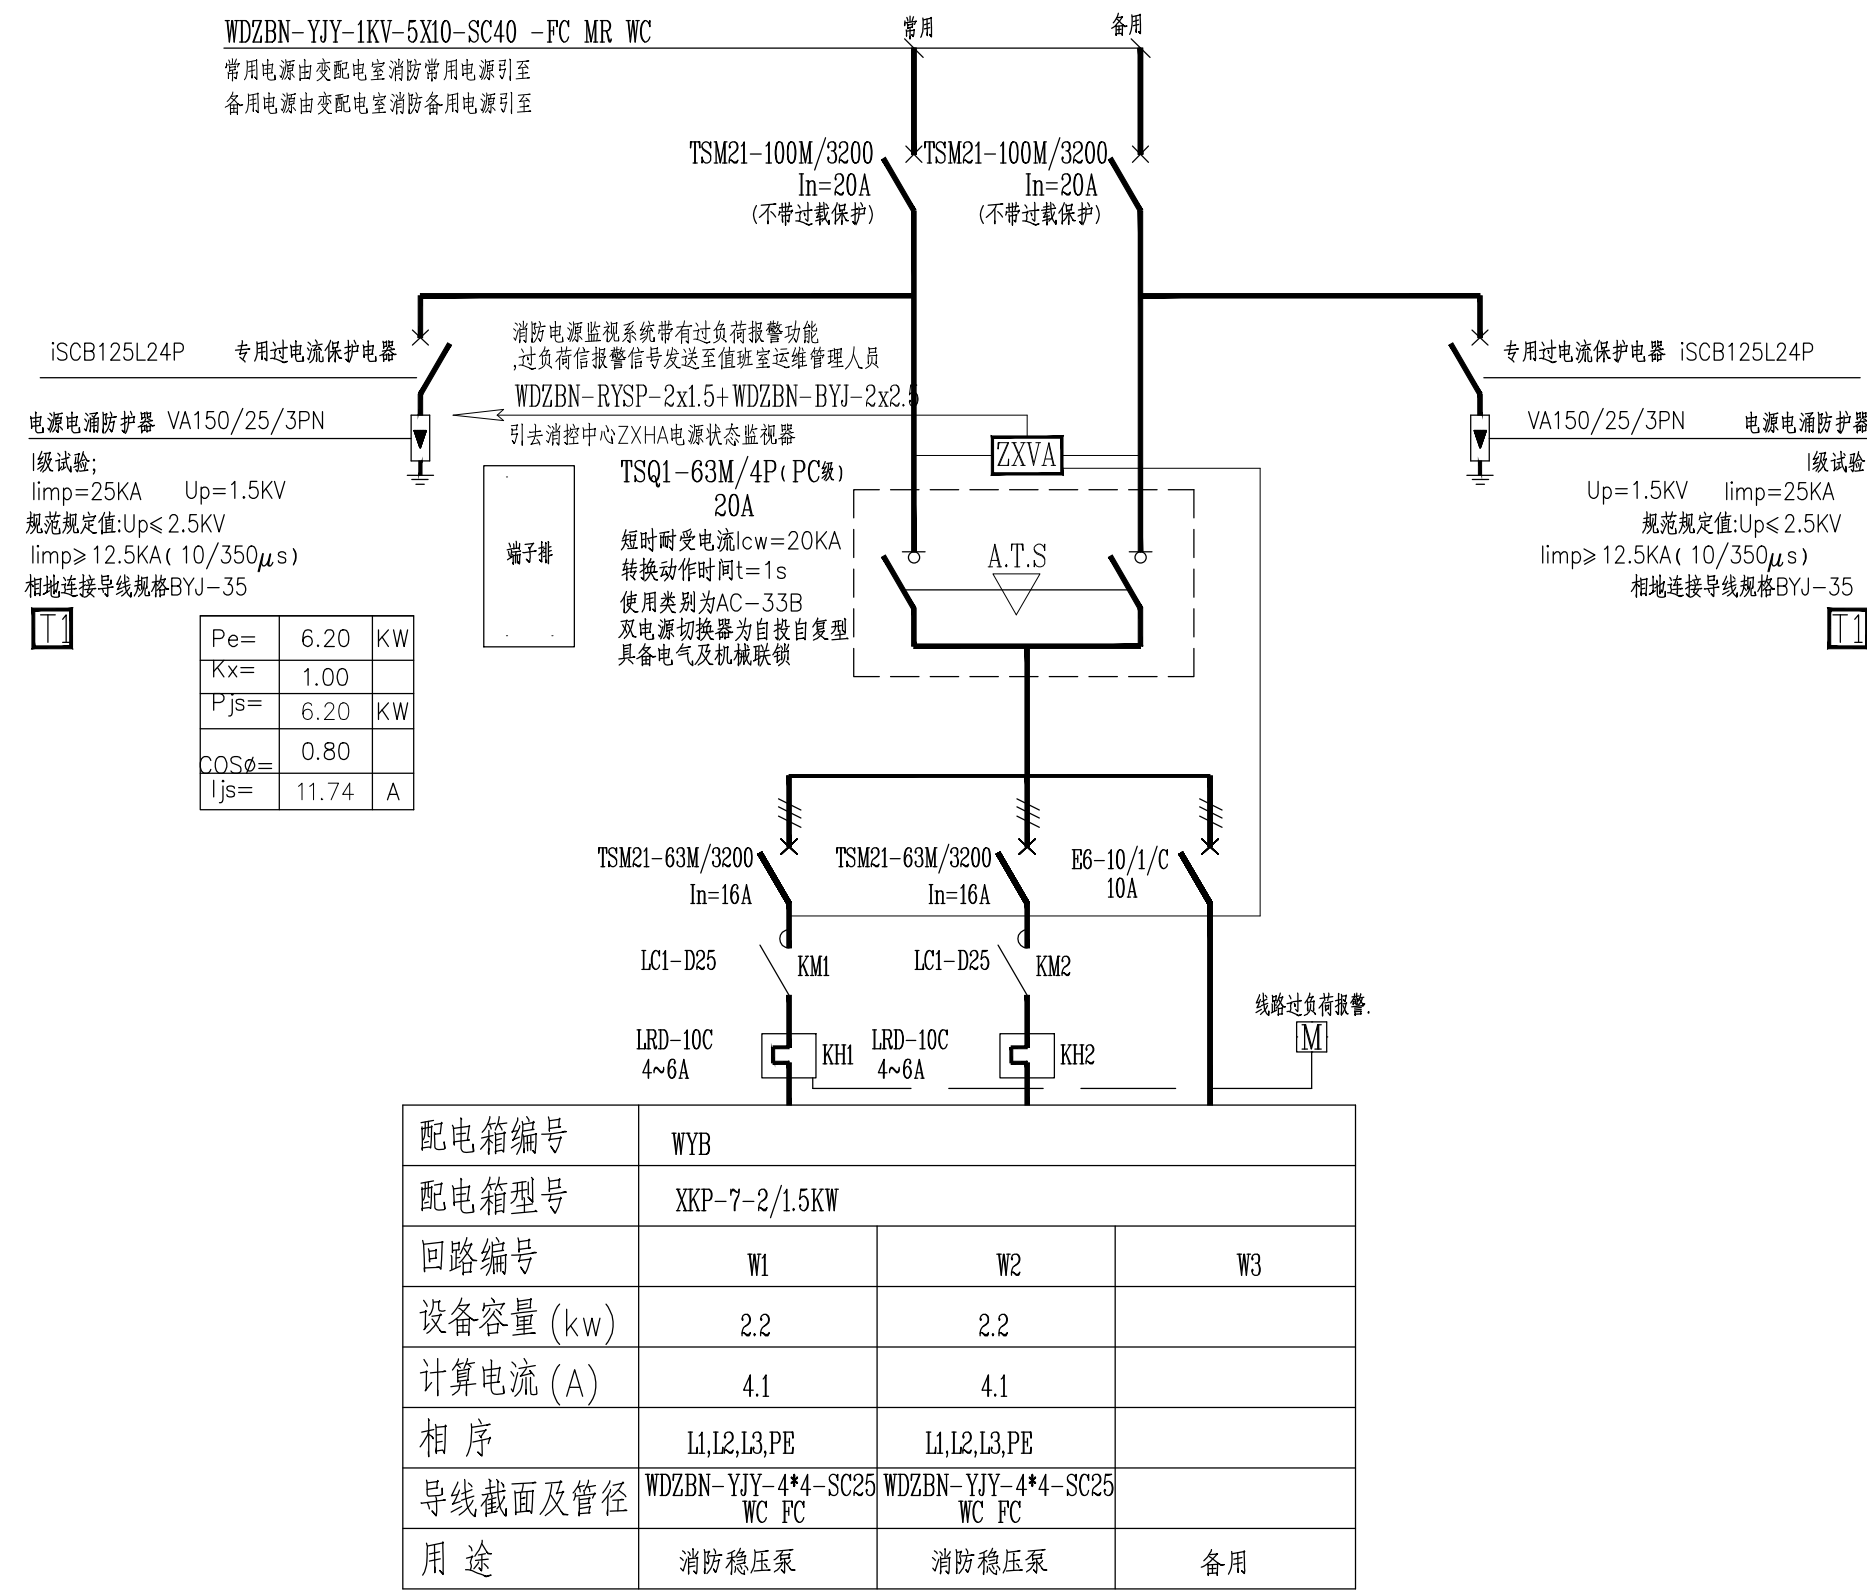 WDZBN-YJY-1KV-5X10-SC40 -FC MR WC
常用
备用
常用电源由变配电室消防常用电源引至
备用电源由变配电室消防备用电源引至
TSM21-100M/3200
In=20A
(不带过载保护)
TSM21-100M/3200
In=20A
(不带过载保护)
iSCB125L24P 专用过电流保护电器
电源电涌防护器 VA150/25/3PN
I级试验;
Iimp=25KA Up=1.5KV
规范规定值:Up≤2.5KV
Iimp≥12.5KA(10/350μs)
相地连接导线规格BYJ-35
T1
消防电源监视系统带有过负荷报警功能
,过负荷信报警信号发送至值班室运维管理人员
WDZBN-RYSP-2x1.5+WDZBN-BYJ-2x2.5
引去消控中心ZXHA电源状态监视器
ZXVA
专用过电流保护电器 iSCB125L24P
VA150/25/3PN 电源电涌防护器
I级试验
Up=1.5KV Iimp=25KA
规范规定值:Up≤2.5KV
Iimp≥12.5KA(10/350μs)
相地连接导线规格BYJ-35
T1
端子排
TSQ1-63M/4P(PC级)
20A
短时耐受电流Icw=20KA
转换动作时间t=1s
使用类别为AC-33B
双电源切换器为自投自复型
具备电气及机械联锁
A.T.S
Pe= 6.20 KW
Kx= 1.00
Pjs= 6.20 KW
COSø= 0.80
Ijs= 11.74 A
TSM21-63M/3200
In=16A
TSM21-63M/3200
In=16A
E6-10/1/C
10A
LC1-D25 KM1
LC1-D25 KM2
LRD-10C
4~6A
KH1
LRD-10C
4~6A
KH2
线路过负荷报警.
M
配电箱编号 WYB
配电箱型号 XKP-7-2/1.5KW
回路编号 W1 W2 W3
设备容量(kw) 2.2 2.2
计算电流(A) 4.1 4.1
相 序 L1,L2,L3,PE L1,L2,L3,PE
导线截面及管径 WDZBN-YJY-4*4-SC25 WC FC WDZBN-YJY-4*4-SC25 WC FC
用 途 消防稳压泵 消防稳压泵 备用